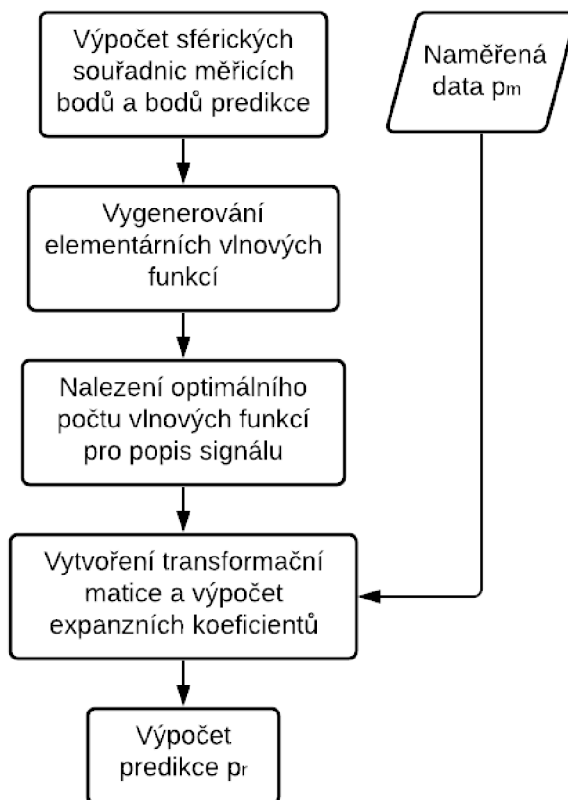 Výpočet sférických
souřadnic měřicích
bodů a bodů predikce
Naměřená
data pm
Vygenerování
elementárních vlnových
funkcí
Nalezení optimálního
počtu vlnových funkcí
pro popis signálu
Vytvoření transformační
matice a výpočet
expanzních koeficientů
Výpočet
predikce pr